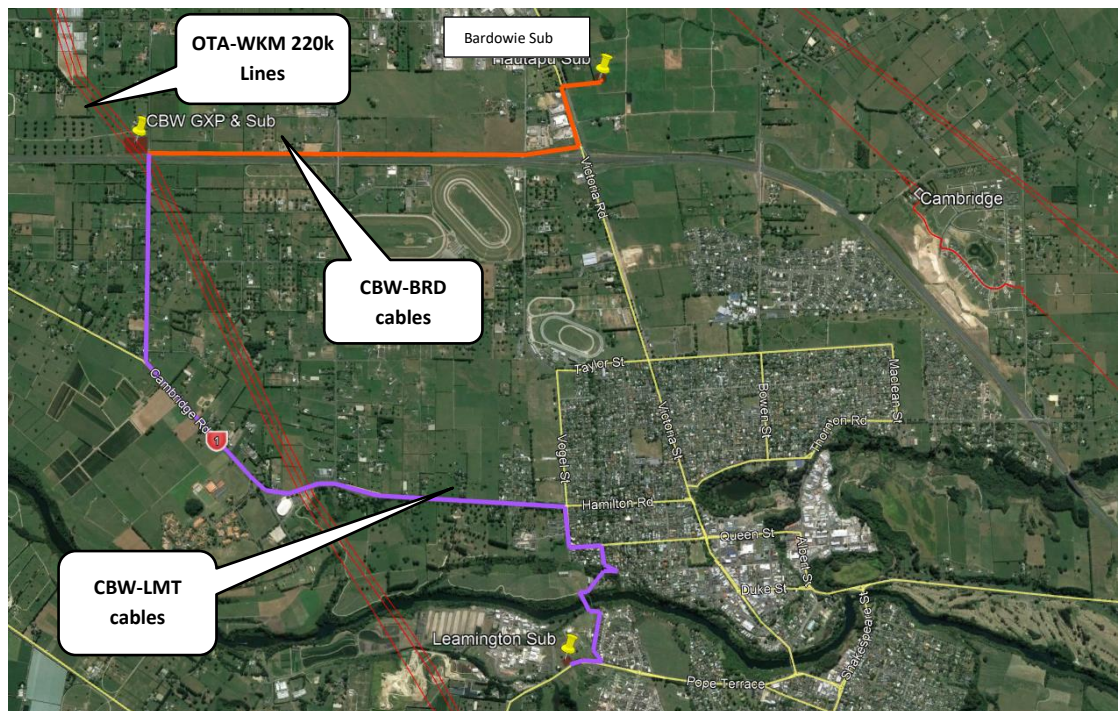 OTA-WKM 220k
Lines
Bardowie Sub
Hautapu Sub
CBW GXP & Sub
Victoria Rd
Cambridge
CBW-BRD
cables
Taylor St
Maclean St
Bowen St
Victoria St
Cambridge Rd
1
Vogel St
Thornton Rd
Hamilton Rd
Queen St
Albert St
Duke St
CBW-LMT
cables
Shakespeare St
Leamington Sub
Pope Terrace